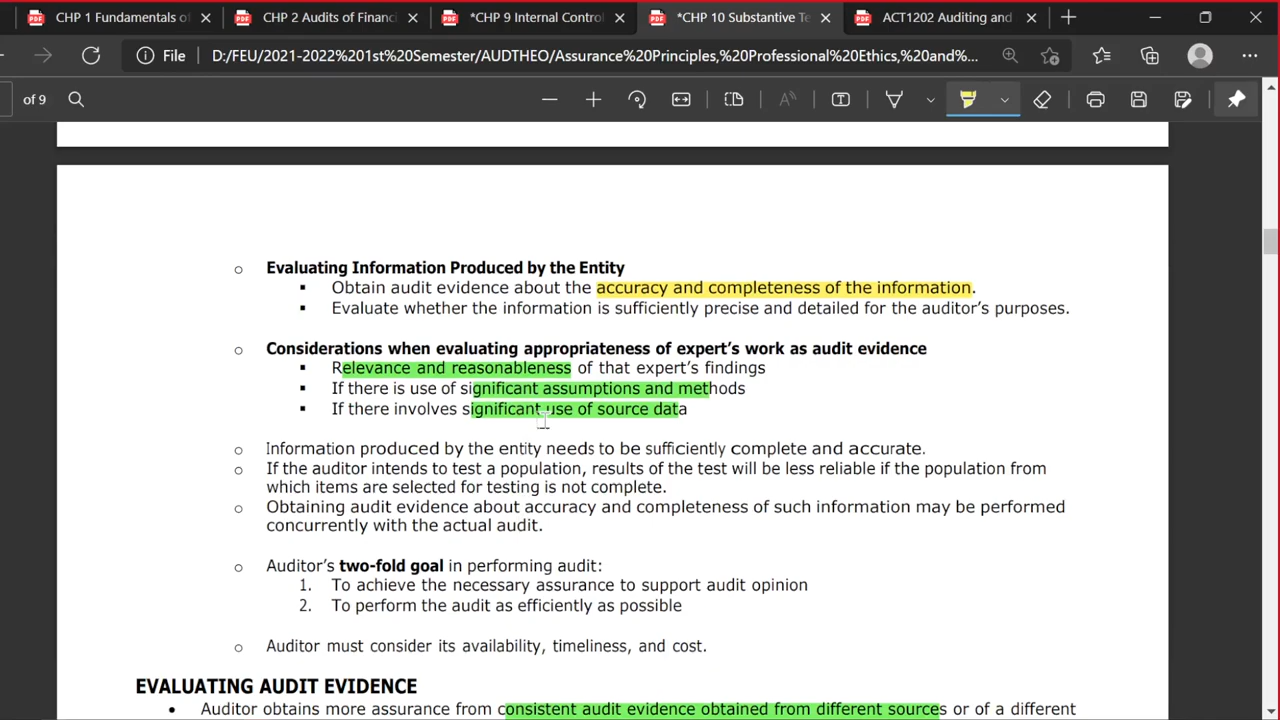 CHP 1 Fundamentals of
CHP 2 Audits of Financi
*CHP 9 Internal Control
*CHP 10 Substantive Te
ACT1202 Auditing and
File
D:/FEU/2021-2022%201st%20Semester/AUDTHEO/Assurance%20Principles,%20Professional%20Ethics,%20and%...
of 9
o Evaluating Information Produced by the Entity
▪ Obtain audit evidence about the accuracy and completeness of the information.
▪ Evaluate whether the information is sufficiently precise and detailed for the auditor's purposes.
o Considerations when evaluating appropriateness of expert's work as audit evidence
▪ Relevance and reasonableness of that expert's findings
▪ If there is use of significant assumptions and methods
▪ If there involves significant use of source data
o Information produced by the entity needs to be sufficiently complete and accurate.
o If the auditor intends to test a population, results of the test will be less reliable if the population from
which items are selected for testing is not complete.
o Obtaining audit evidence about accuracy and completeness of such information may be performed
concurrently with the actual audit.
o Auditor's two-fold goal in performing audit:
1. To achieve the necessary assurance to support audit opinion
2. To perform the audit as efficiently as possible
o Auditor must consider its availability, timeliness, and cost.
EVALUATING AUDIT EVIDENCE
• Auditor obtains more assurance from consistent audit evidence obtained from different sources or of a different